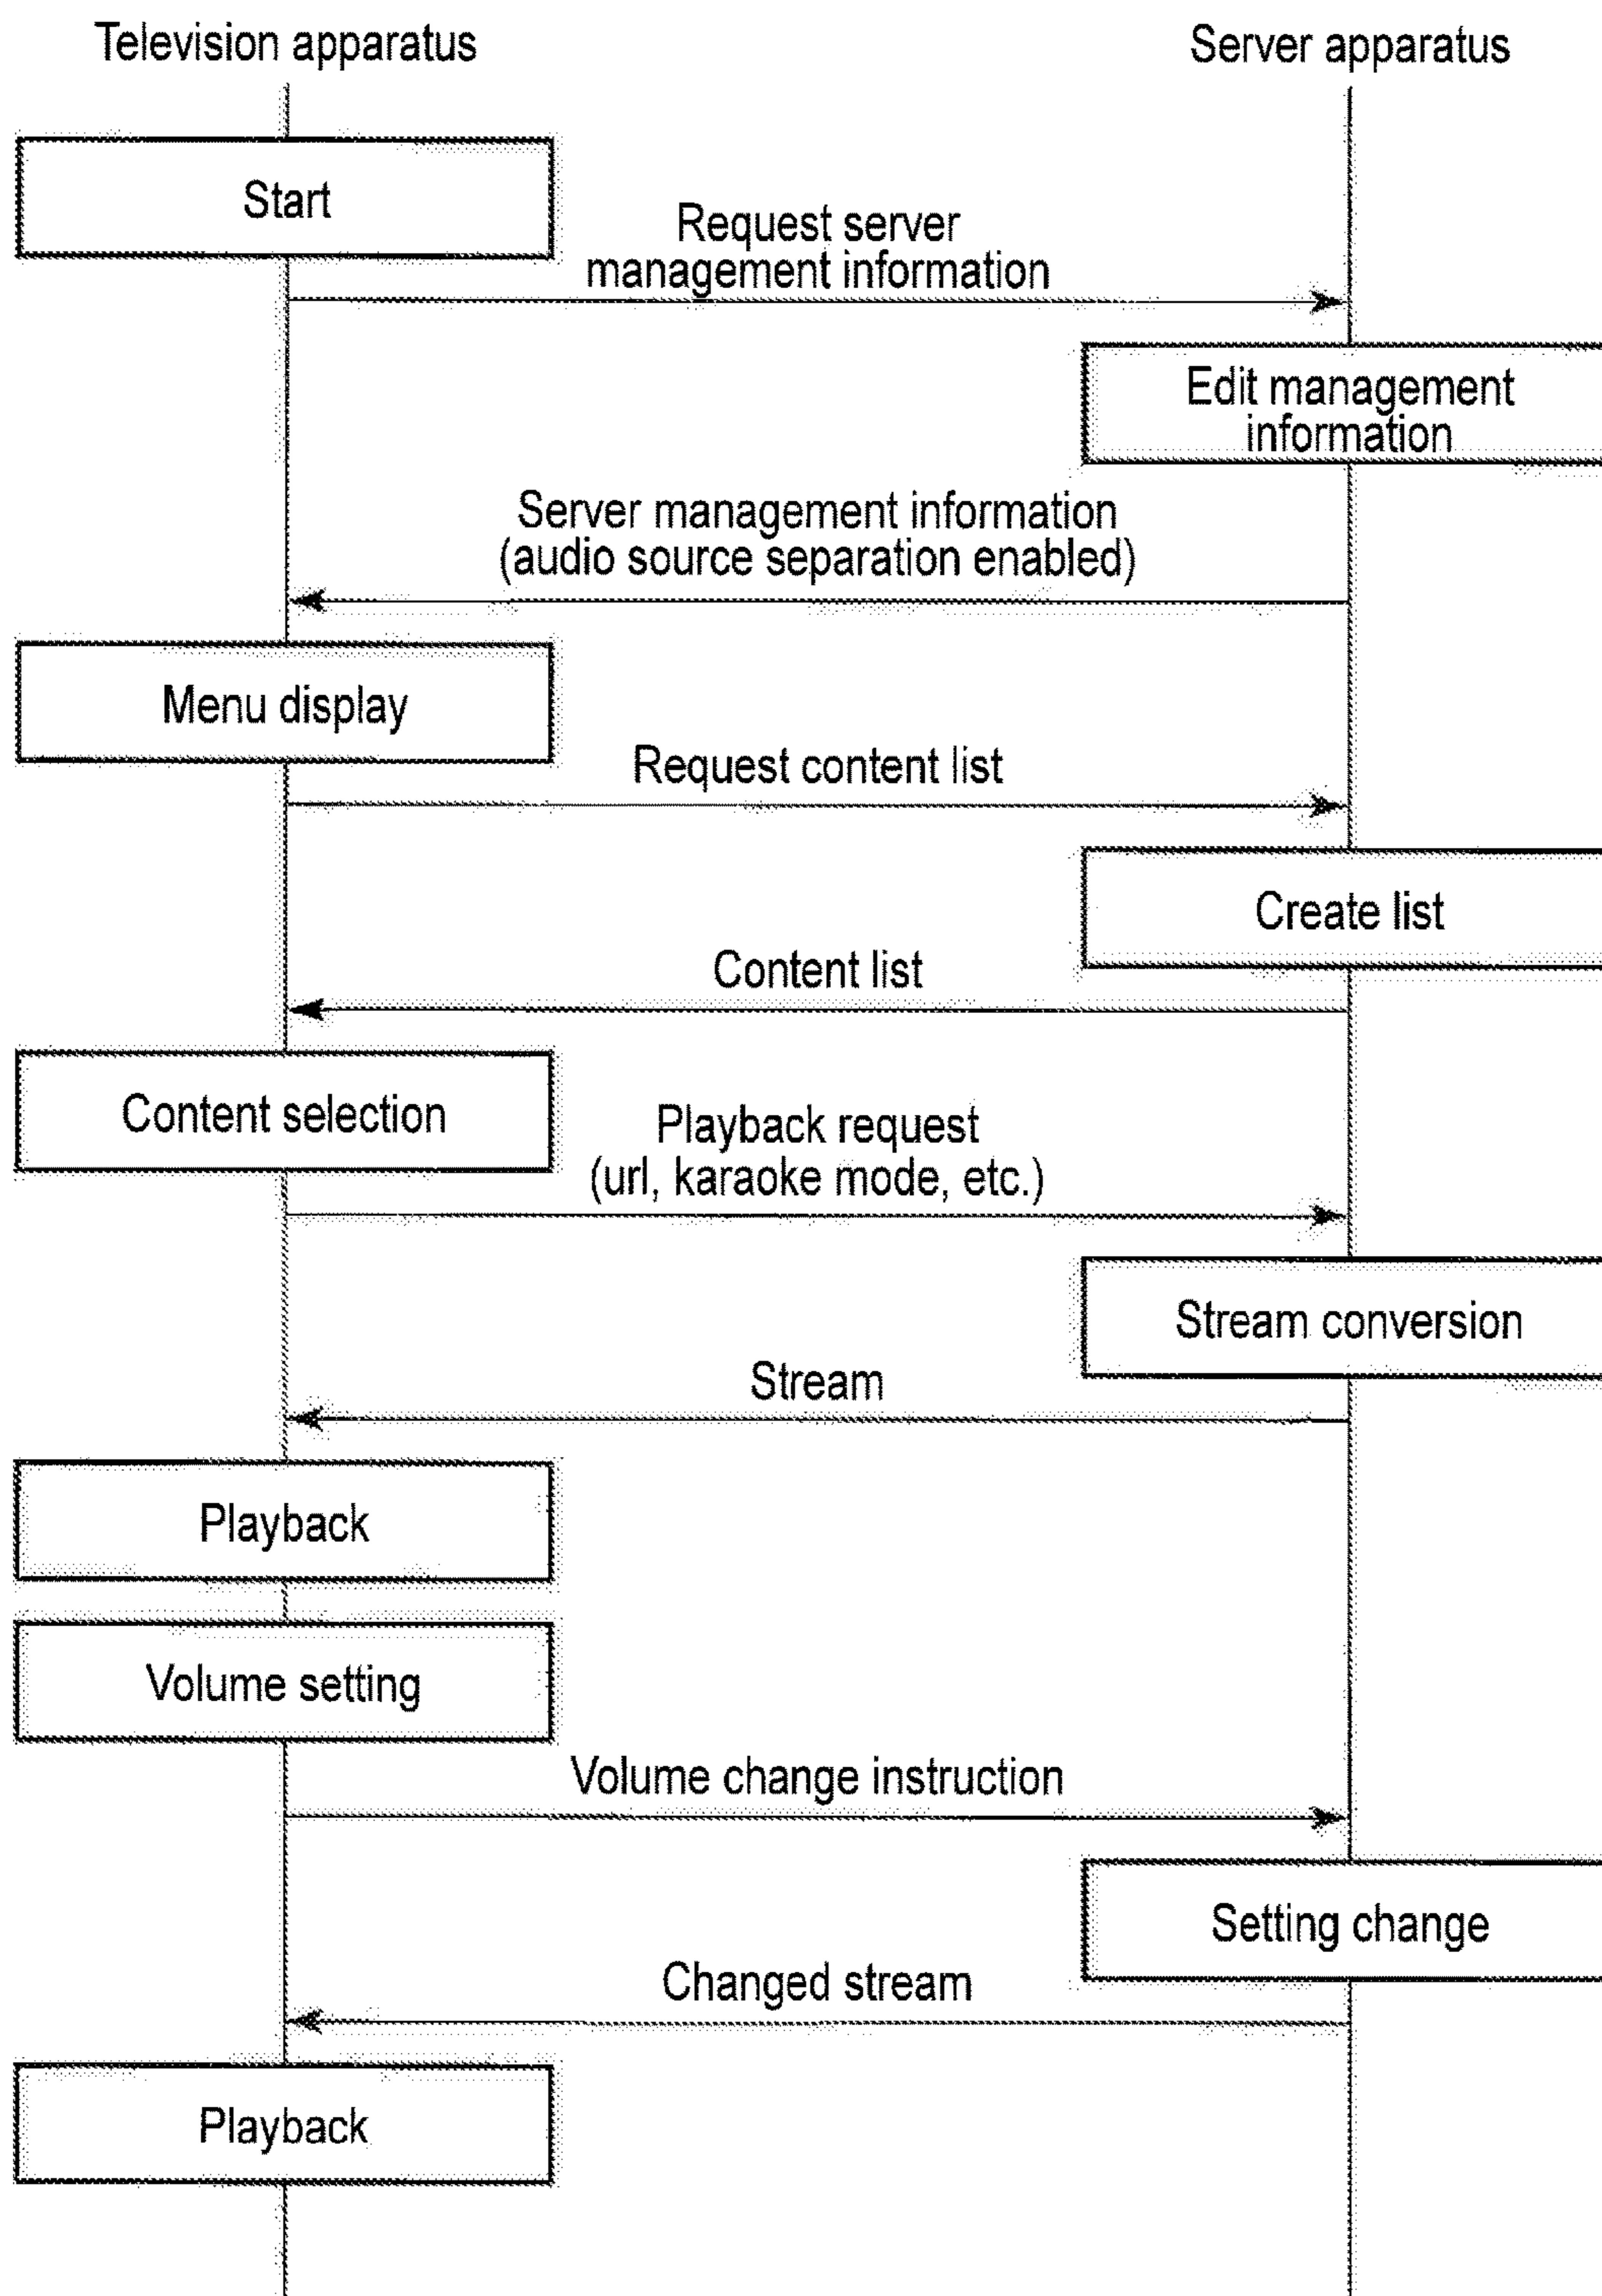 Television apparatus
Server apparatus
Start
Request server
management information
Edit management
information
Server management information
(audio source separation enabled)
Menu display
Request content list
Create list
Content list
Content selection
Playback request
(url, karaoke mode, etc.)
Stream conversion
Stream
Playback
Volume setting
Volume change instruction
Setting change
Changed stream
Playback